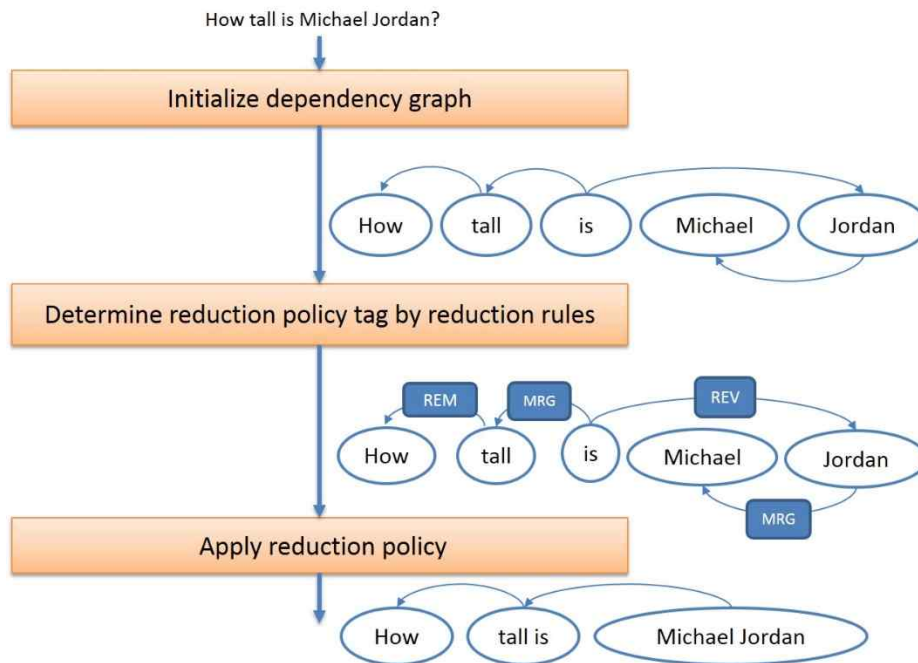 How tall is Michael Jordan?
Initialize dependency graph
How tall is Michael Jordan
Determine reduction policy tag by reduction rules
REM MRG REV
How tall is Michael Jordan
MRG
Apply reduction policy
How tall is Michael Jordan